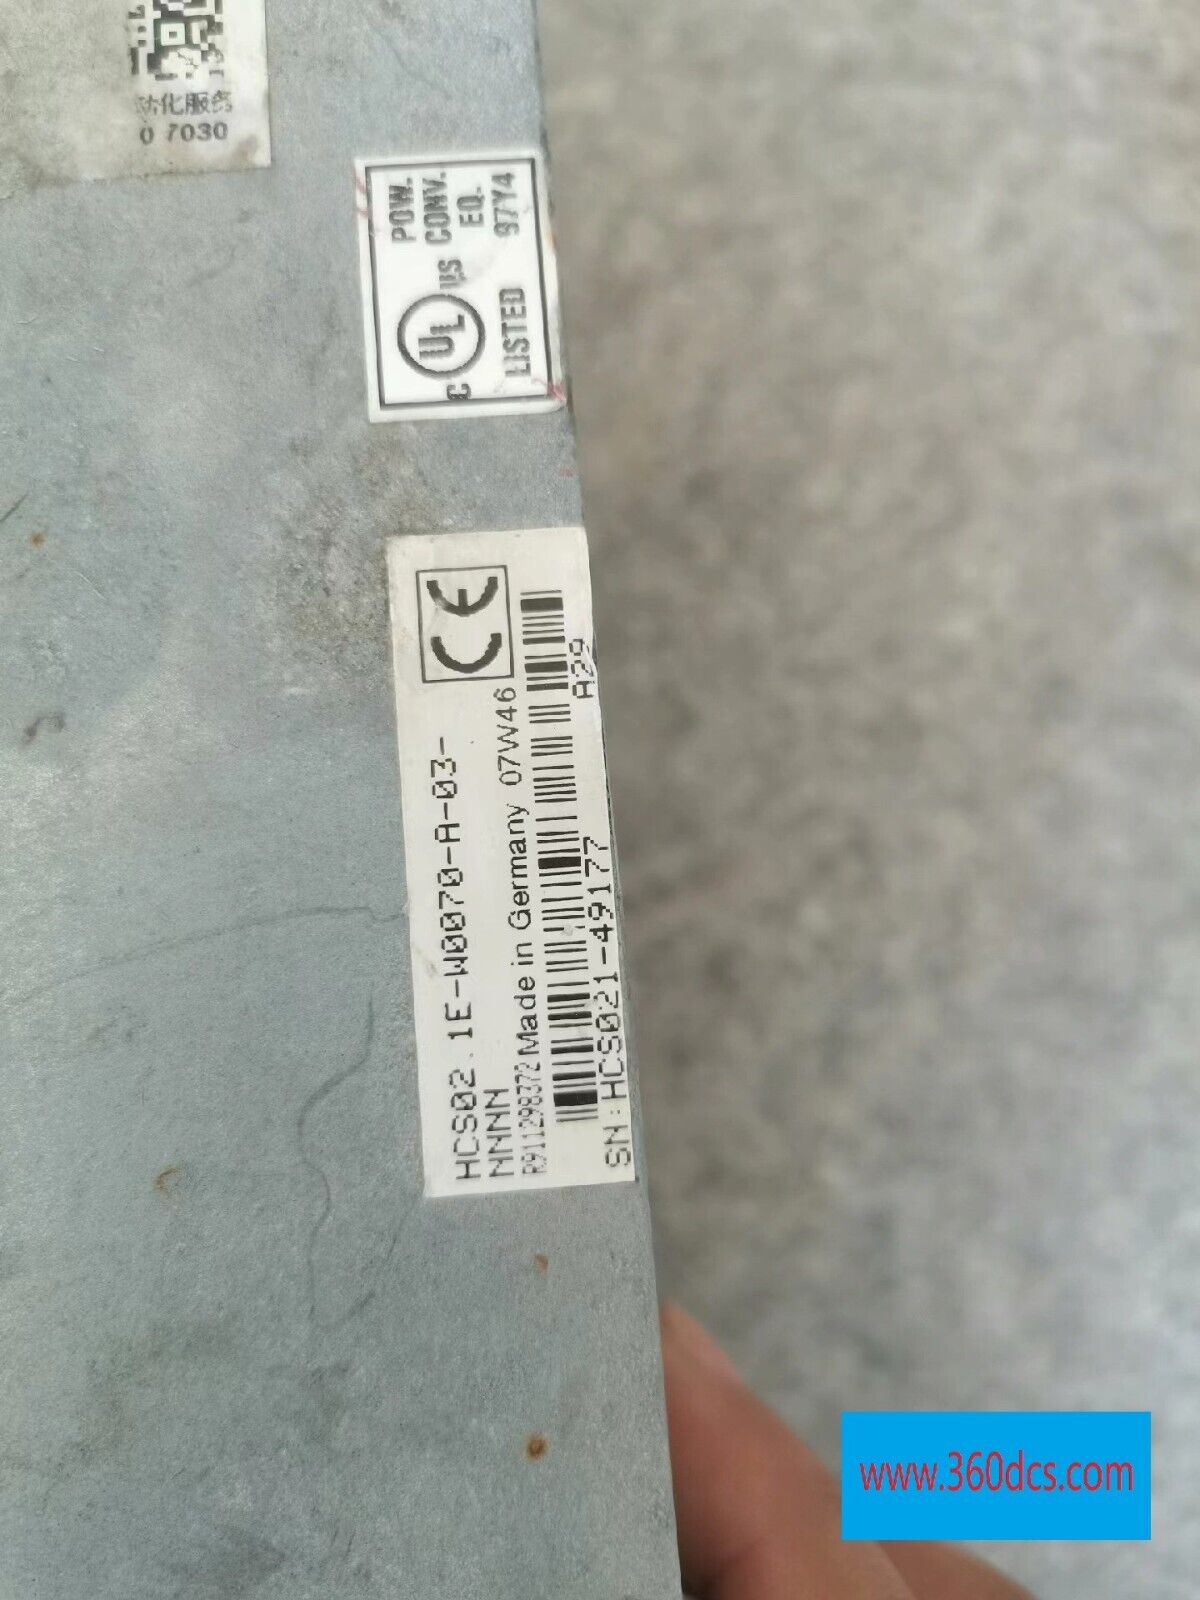 动化服务
0 7030
POW.
CONV.
EQ.
97Y4
C UL US
LISTED
CE
HCS02.1E-W0070-A-03-
NNNN
R911298372 Made in Germany 07W46
A29
SN:HCS021-49177
www.360dcs.com